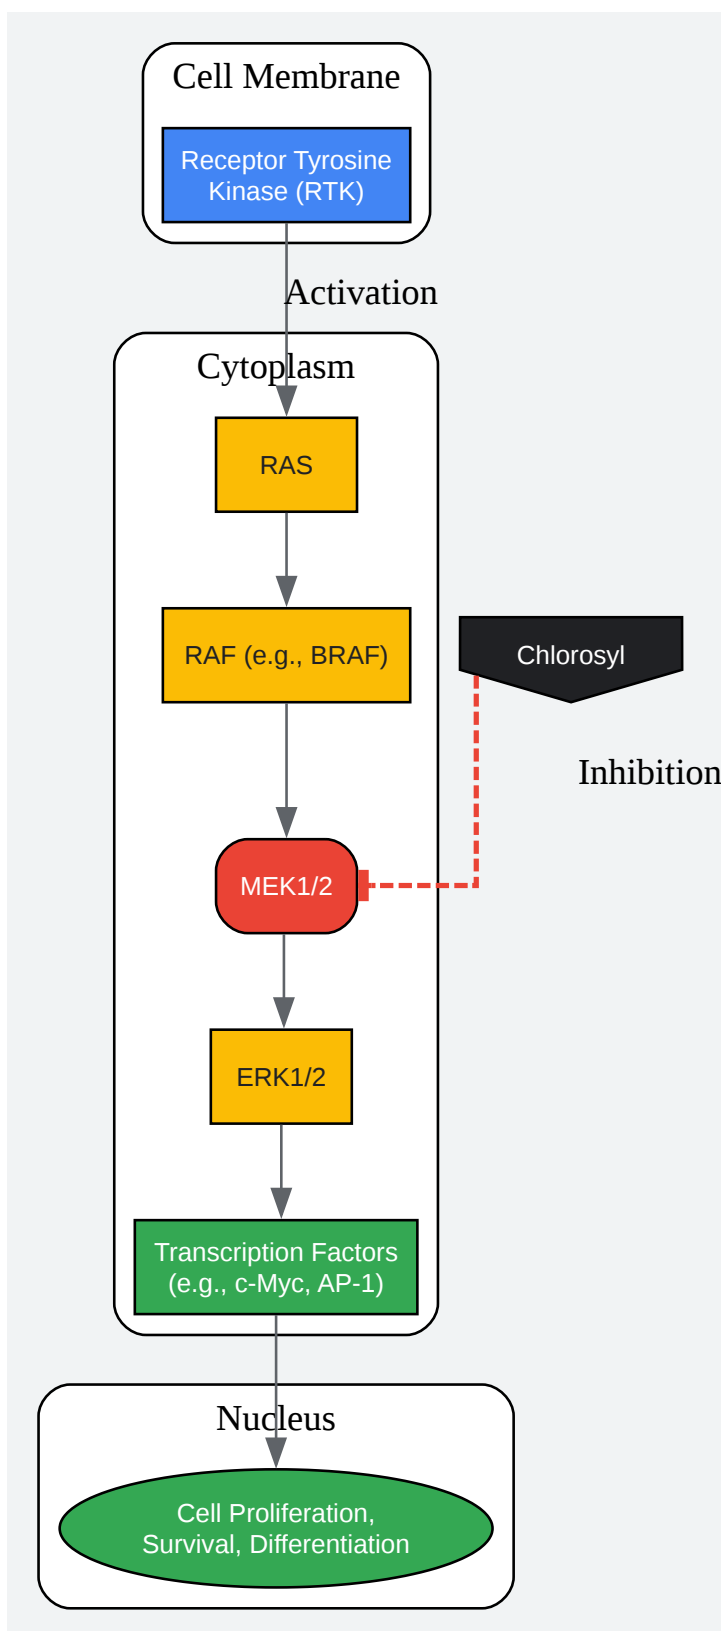 Cell Membrane
Receptor Tyrosine
Kinase (RTK)
Activation
Cytoplasm
RAS
RAF (e.g., BRAF)
Chlorosyl
Inhibition
MEK1/2
ERK1/2
Transcription Factors
(e.g., c-Myc, AP-1)
Nucleus
Cell Proliferation,
Survival, Differentiation